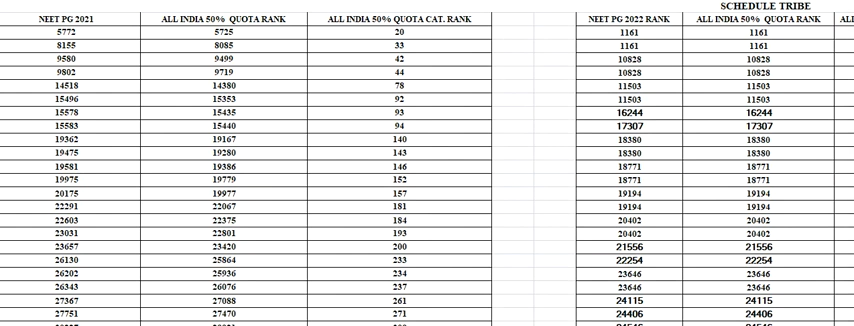 SCHEDULE TRIBE
NEET PG 2021 ALL INDIA 50% QUOTA RANK ALL INDIA 50% QUOTA CAT. RANK NEET PG 2022 RANK ALL INDIA 50% QUOTA RANK
5772 5725 20 1161 1161
8155 8085 33 1161 1161
9580 9499 42 10828 10828
9802 9719 44 10828 10828
14518 14380 78 11503 11503
15496 15353 92 11503 11503
15578 15435 93 16244 16244
15583 15440 94 17307 17307
19362 19167 140 18380 18380
19475 19280 143 18380 18380
19581 19386 146 18771 18771
19975 19779 152 18771 18771
20175 19977 157 19194 19194
22291 22067 181 19194 19194
22603 22375 184 20402 20402
23031 22801 193 20402 20402
23657 23420 200 21556 21556
26130 25864 233 22254 22254
26202 25936 234 23646 23646
26343 26076 237 23646 23646
27367 27088 261 24115 24115
27751 27470 271 24406 24406